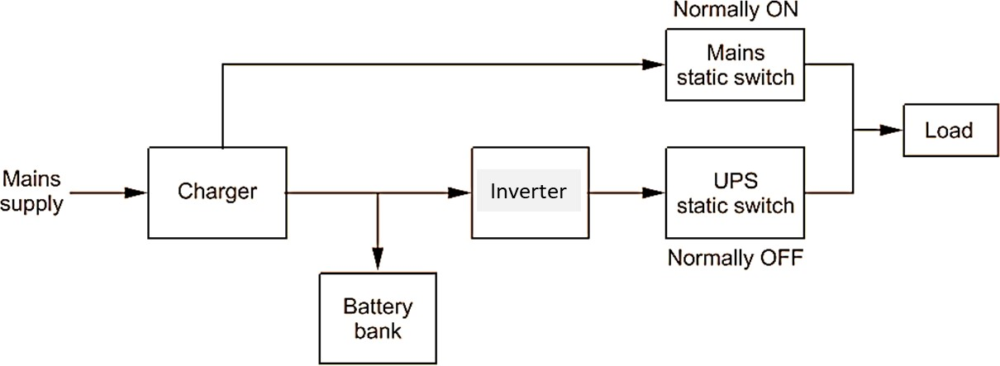 Normally ON
Mains
static switch
Load
Mains
supply
Charger
Inverter
UPS
static switch
Normally OFF
Battery
bank